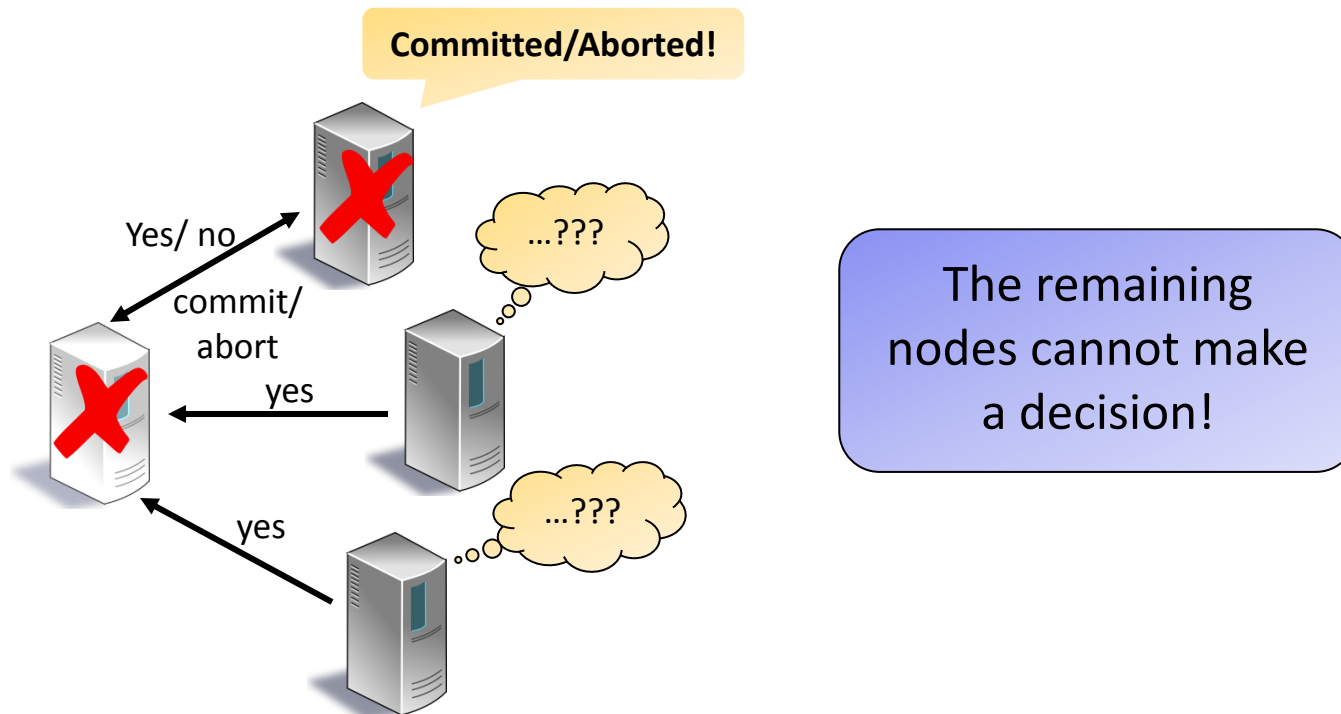 Committed/Aborted!
Yes/ no
…???
commit/
abort
The remaining
nodes cannot make
a decision!
yes
…???
yes